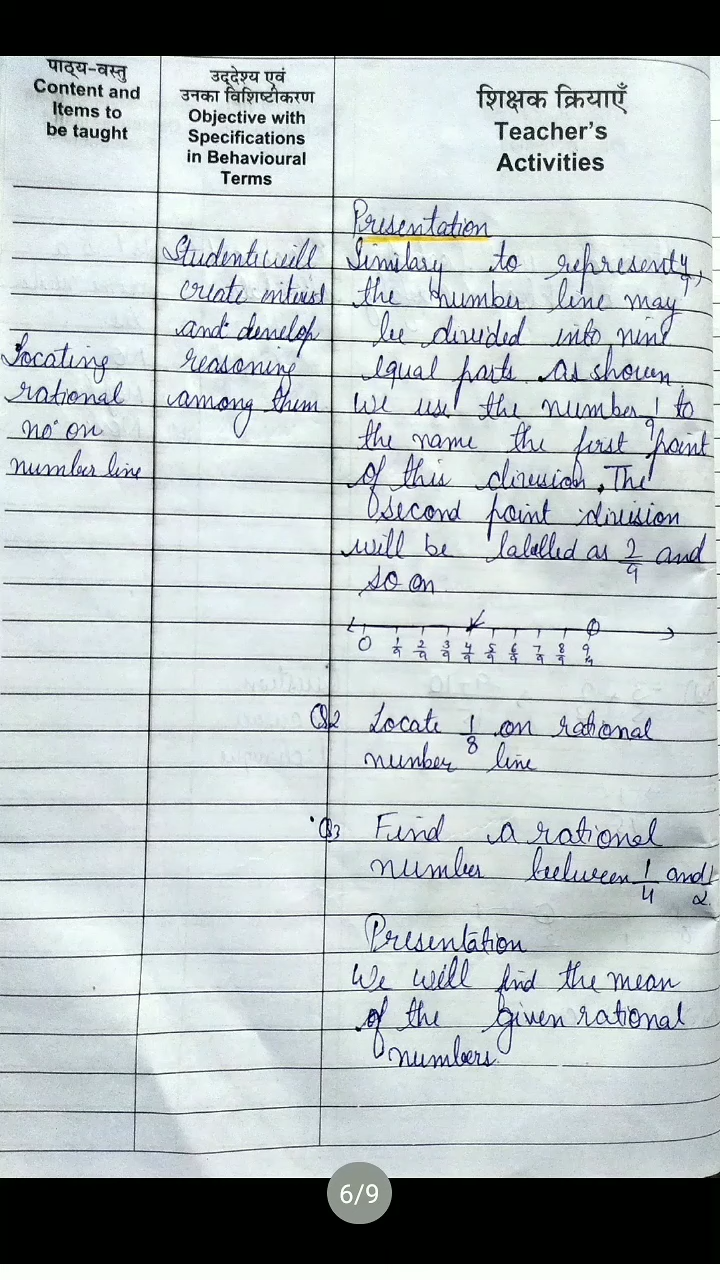 पाठ्य-वस्तु
Content and
Items to
be taught
उद्देश्य एवं
उनका विशिष्टीकरण
Objective with
Specifications
in Behavioural
Terms
शिक्षक क्रियाएँ
Teacher's
Activities
Locating
rational
no. on
number line
Students will
create interest
and develop
reasoning
among them
Presentation
Similary to represent 4/9,
the number line may
be divided into nine
equal parts as shown.
We use the number 1/9 to
the name the first point
of this division. The
second point division
will be labelled as 2/9 and
so on
0 1/9 2/9 3/9 4/9 5/9 6/9 7/9 8/9 9/9
Q2 Locate 1/8 on rational
number line
Q3 Find a rational
number between 1/4 and 1/2.
Presentation
We will find the mean
of the given rational
numbers.
6/9